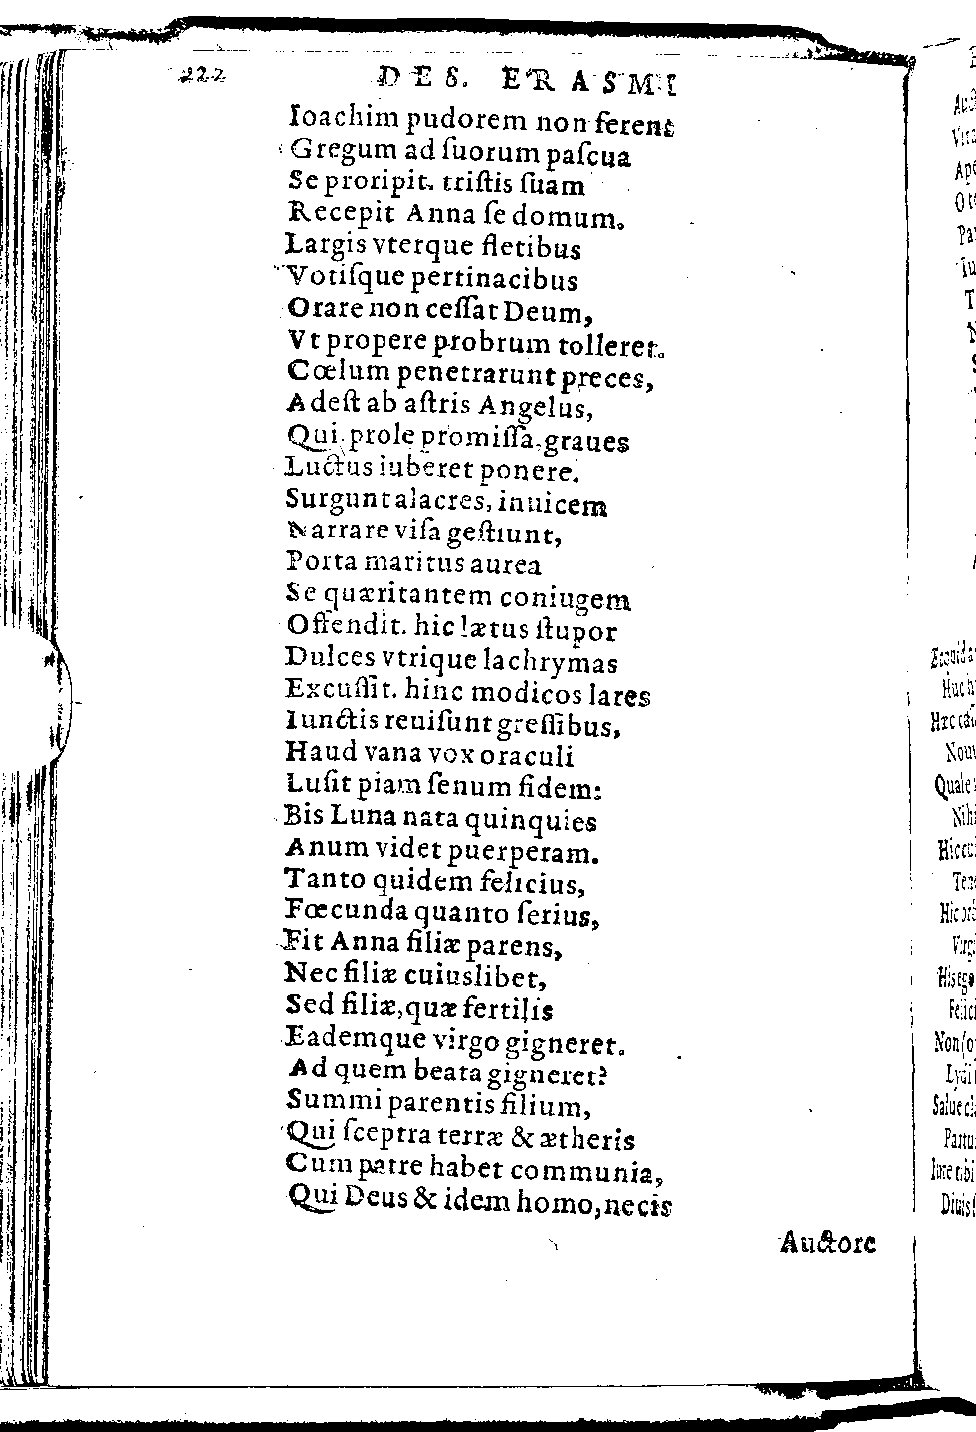 222 DES. ERASMI
Ioachim pudorem non ferens
Gregum ad ſuorum paſcua
Se proripit. triſtis ſuam
Recepit Anna ſe domum.
Largis vterque fletibus
Votiſque pertinacibus
Orare non ceſſat Deum,
Vt propere probrum tolleret.
Cœlum penetrarunt preces,
Adeſt ab aſtris Angelus,
Qui prole promiſſa, graues
Luctus iuberet ponere.
Surgunt alacres, inuicem
Narrare viſa geſtiunt,
Porta maritus aurea
Se quæritantem coniugem
Offendit. hic lætus ſtupor
Dulces vtrique lachrymas
Excuſſit. hinc modicos lares
Iunctis reuiſunt greſſibus,
Haud vana vox oraculi
Luſit piam ſenum fidem:
Bis Luna nata quinquies
Anum videt puerperam.
Tanto quidem felicius,
Fœcunda quanto ſerius,
Fit Anna filiæ parens,
Nec filiæ cuiuslibet,
Sed filiæ, quæ fertilis
Eademque virgo gigneret.
Ad quem beata gigneret?
Summi parentis filium,
Qui ſceptra terræ & ætheris
Cum patre habet communia,
Qui Deus & idem homo, necis
Auctore